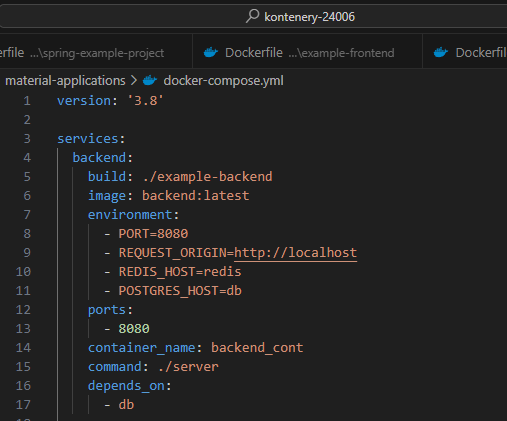 kontenery-24006
erfile ...\spring-example-project Dockerfile ...\example-frontend Dockerfil
material-applications > docker-compose.yml
1 version: '3.8'
2
3 services:
4 backend:
5 build: ./example-backend
6 image: backend:latest
7 environment:
8 - PORT=8080
9 - REQUEST_ORIGIN=http://localhost
10 - REDIS_HOST=redis
11 - POSTGRES_HOST=db
12 ports:
13 - 8080
14 container_name: backend_cont
15 command: ./server
16 depends_on:
17 - db